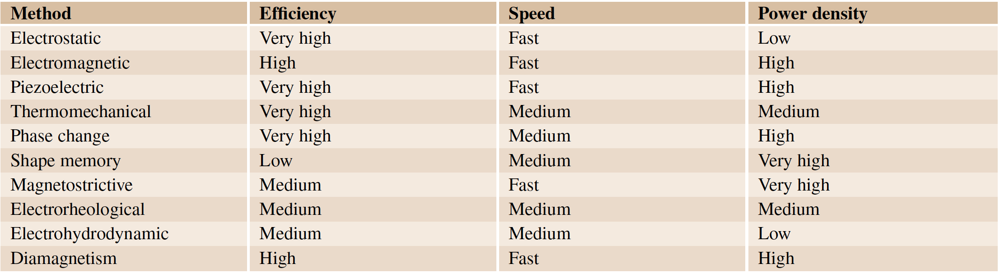 Method Efficiency Speed Power density
Electrostatic Very high Fast Low
Electromagnetic High Fast High
Piezoelectric Very high Fast High
Thermomechanical Very high Medium Medium
Phase change Very high Medium High
Shape memory Low Medium Very high
Magnetostrictive Medium Fast Very high
Electrorheological Medium Medium Medium
Electrohydrodynamic Medium Medium Low
Diamagnetism High Fast High